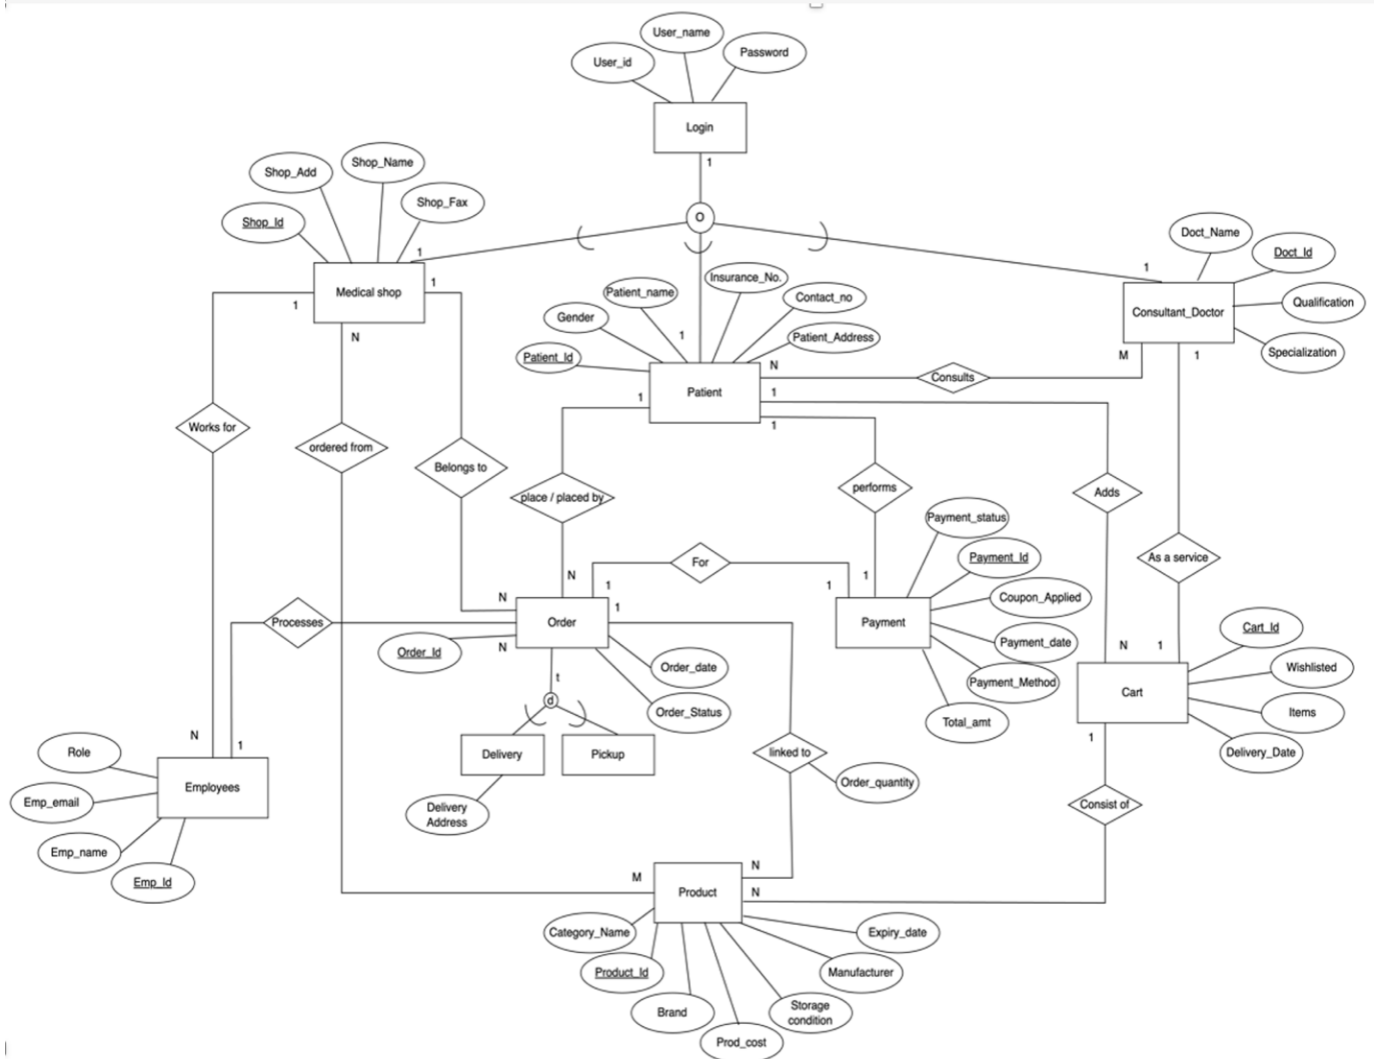 User_name
User_id
Password
Login
1
O
Shop_Name
Shop_Add
Shop_Fax
Shop_Id
1
Medical shop
1
1
N
Doct_Name
Doct_Id
1
Qualification
Consultant_Doctor
Specialization
M
1
Insurance_No.
Patient_name
Contact_no
Gender
1
Patient_Address
Patient_Id
N
Patient
1
1
1
Consults
Works for
ordered from
Belongs to
place / placed by
performs
Adds
As a service
Payment_status
Payment_Id
Coupon_Applied
Payment_date
Payment_Method
Total_amt
Payment
1
1
For
N
1
N
1
Order
N
Order_Id
Order_date
Order_Status
t
d
Delivery
Pickup
Delivery
Address
Processes
linked to
Order_quantity
N
1
Cart_Id
Wishlisted
Cart
Items
Delivery_Date
1
Consist of
N
1
Role
Employees
Emp_email
Emp_name
Emp_Id
M
N
N
Product
Category_Name
Expiry_date
Product_Id
Manufacturer
Brand
Storage
condition
Prod_cost